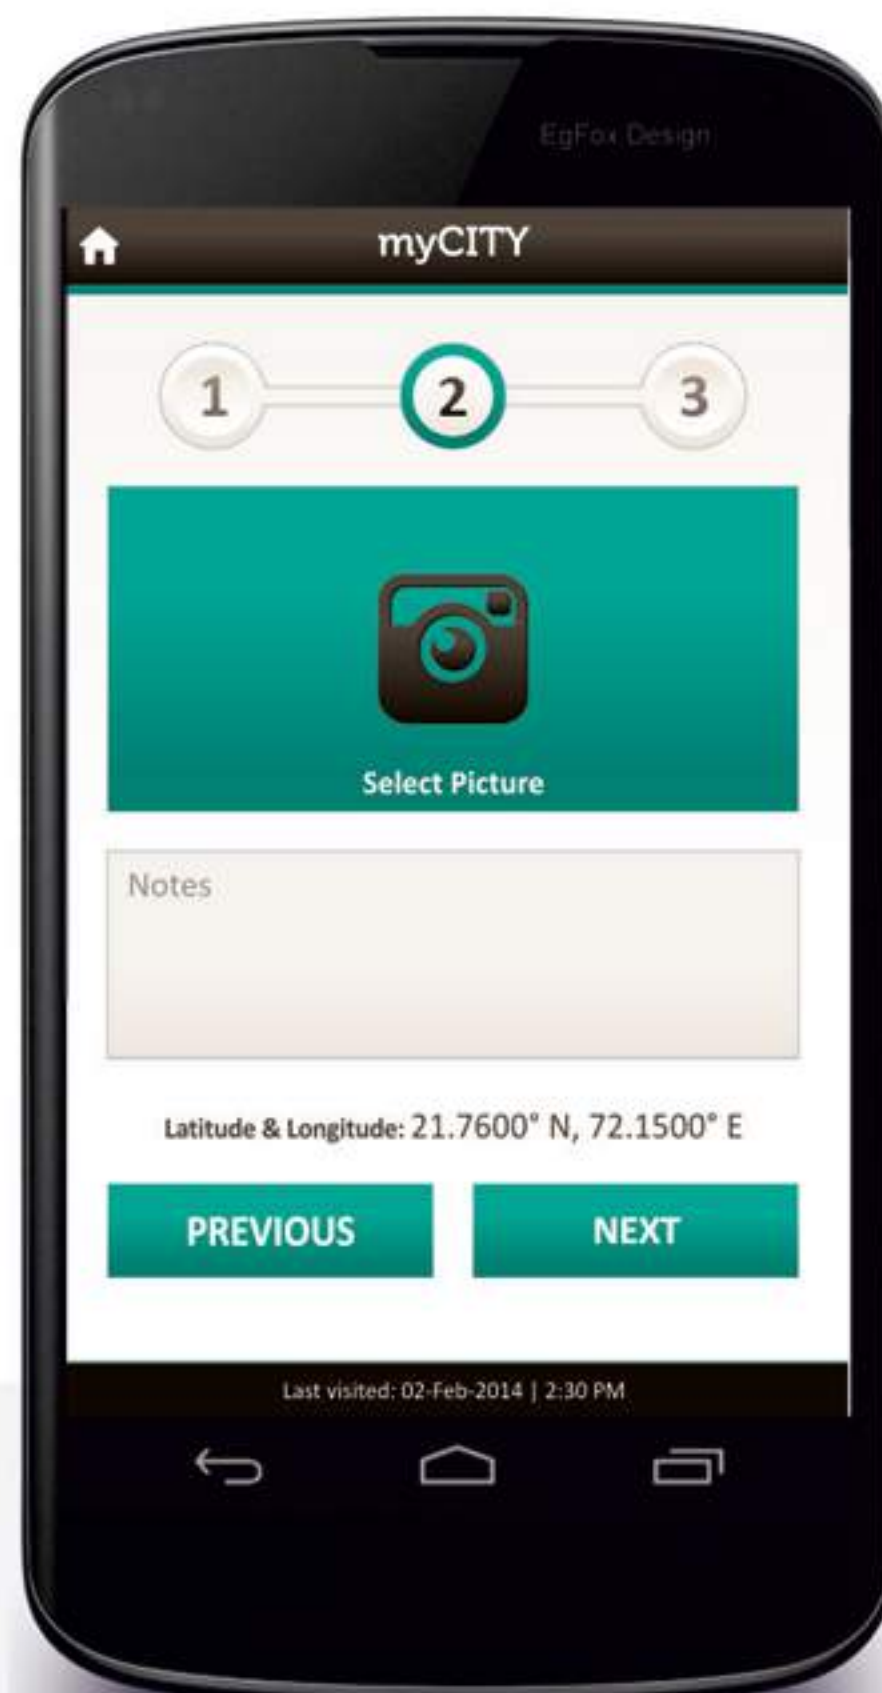 EgFox Design
myCITY
1 2 3
Select Picture
Notes
Latitude & Longitude: 21.7600° N, 72.1500° E
PREVIOUS NEXT
Last visited: 02-Feb-2014 | 2:30 PM